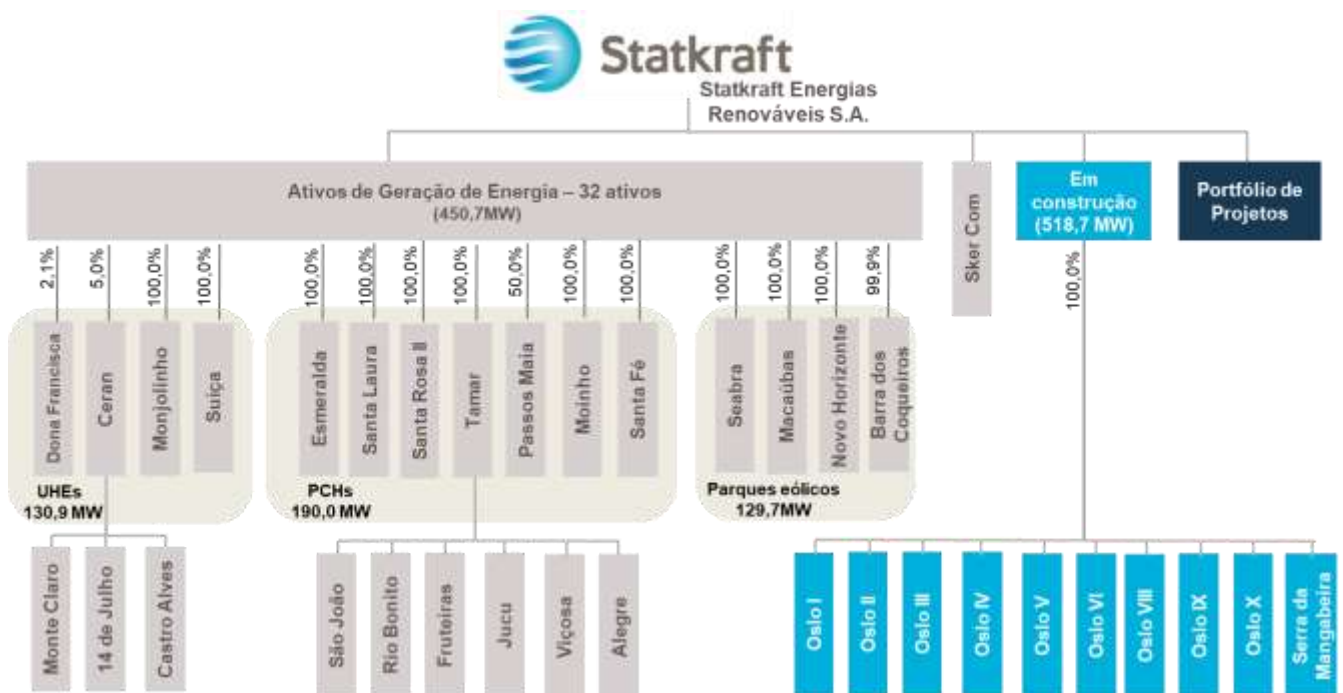 Statkraft
Statkraft Energias
Renováveis S.A.
Ativos de Geração de Energia – 32 ativos
(450,7MW)
Sker Com
Em
construção
(518,7 MW)
Portfólio de
Projetos
2,1%
5,0%
100,0%
100,0%
100,0%
100,0%
100,0%
100,0%
50,0%
100,0%
100,0%
100,0%
100,0%
100,0%
99,9%
100,0%
Dona Francisca
Ceran
Monjolinho
Suiça
Esmeralda
Santa Laura
Santa Rosa II
Tamar
Passos Maia
Moinho
Santa Fé
Seabra
Macaúbas
Novo Horizonte
Barra dos
Coqueiros
UHEs
130,9 MW
PCHs
190,0 MW
Parques eólicos
129,7MW
Monte Claro
14 de Julho
Castro Alves
São João
Rio Bonito
Fruteiras
Jucu
Viçosa
Alegre
Oslo I
Oslo II
Oslo III
Oslo IV
Oslo V
Oslo VI
Oslo VIII
Oslo IX
Oslo X
Serra da
Mangabeira